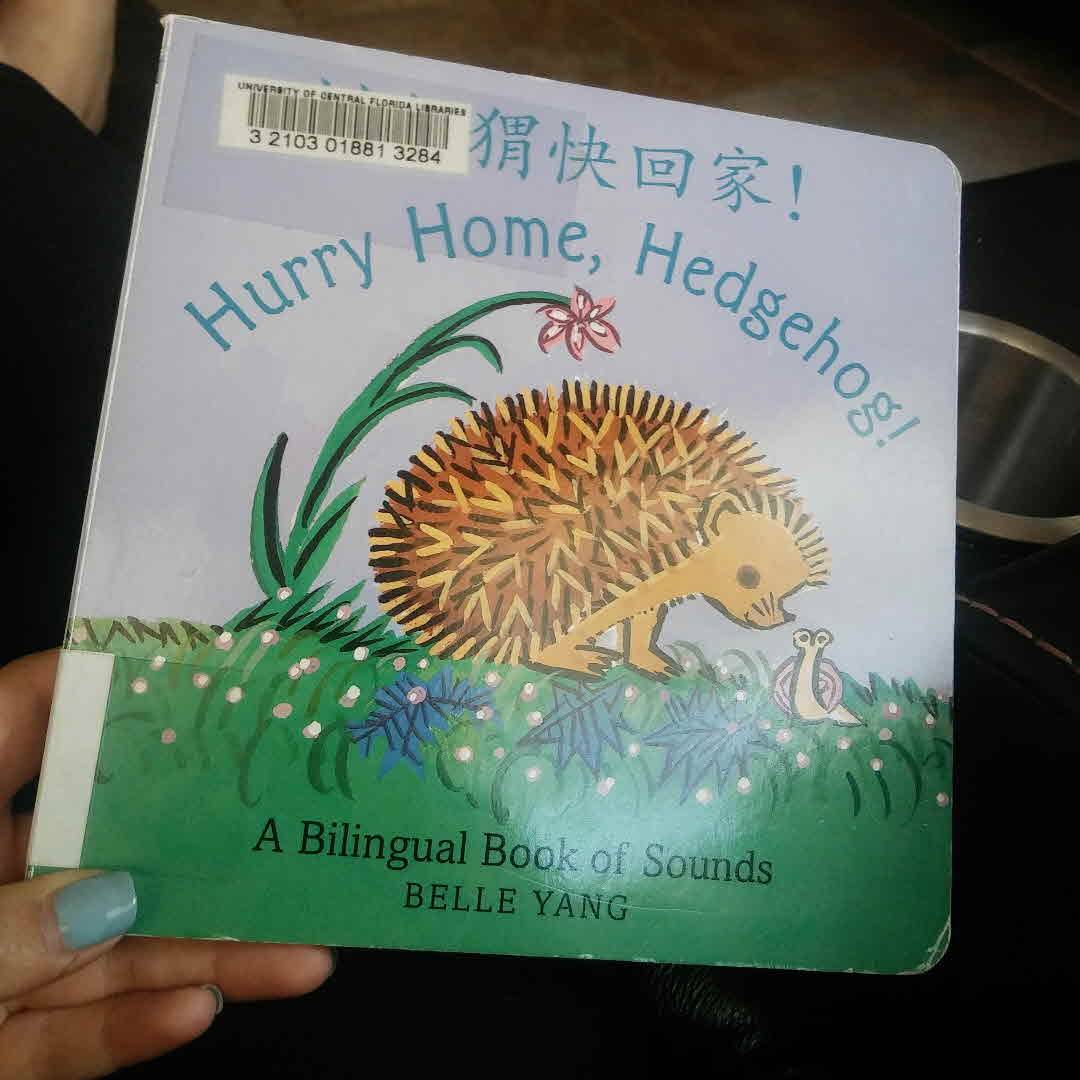 UNIVERSITY OF CENTRAL FLORIDA LIBRARIES
3 2103 01881 3284
猬快回家!
Hurry Home, Hedgehog!
A Bilingual Book of Sounds
BELLE YANG